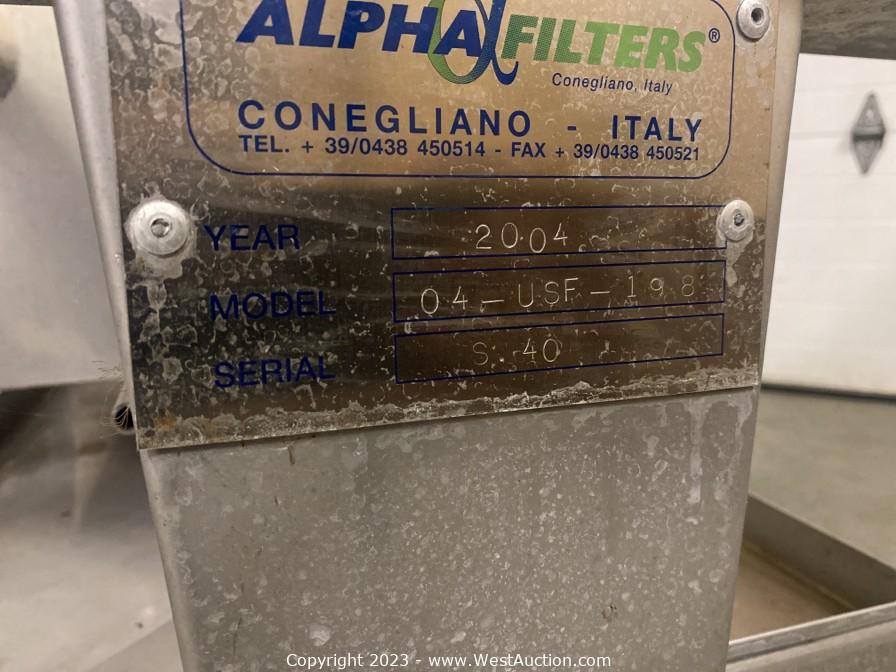 ALPHA FILTERS®
Conegliano, Italy
CONEGLIANO - ITALY
TEL. + 39/0438 450514 - FAX + 39/0438 450521
YEAR 2004
MODEL 04-USF-198
SERIAL S.40
Copyright 2023 - www.WestAuction.com